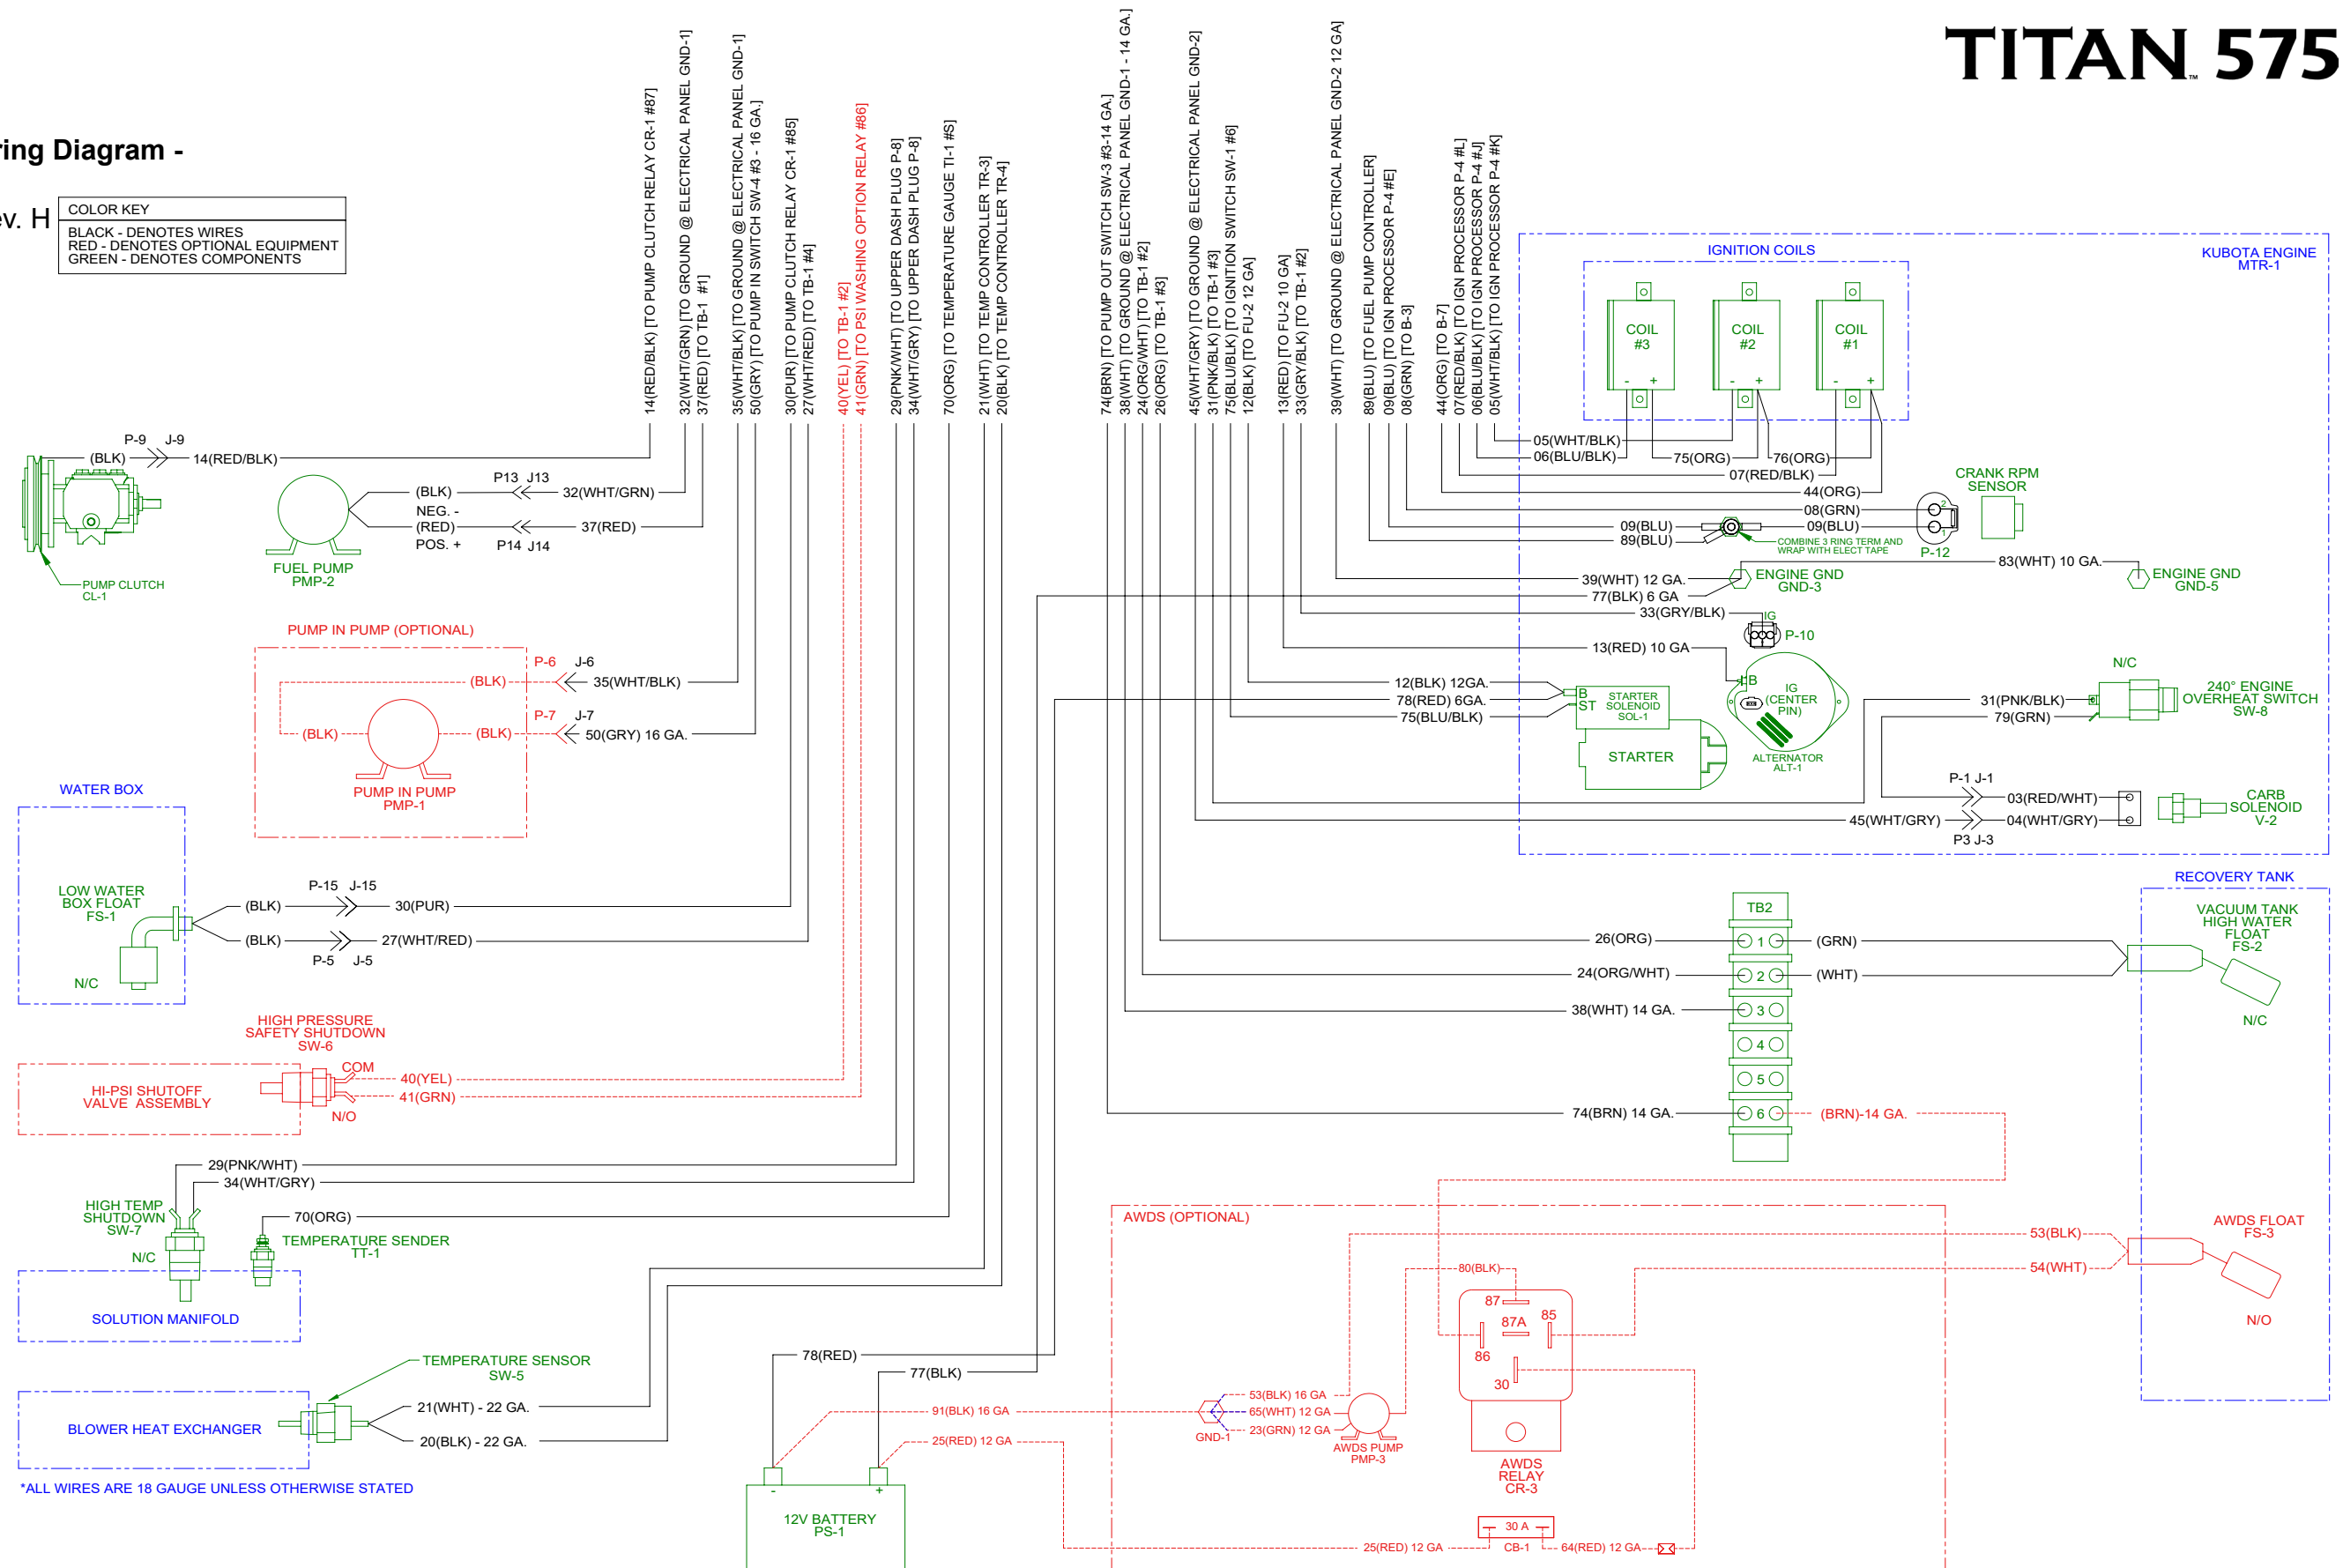 TITAN™ 575
ring Diagram -
ev. H
COLOR KEY
BLACK - DENOTES WIRES
RED - DENOTES OPTIONAL EQUIPMENT
GREEN - DENOTES COMPONENTS
14(RED/BLK) [TO PUMP CLUTCH RELAY CR-1 #87]
32(WHT/GRN) [TO GROUND @ ELECTRICAL PANEL GND-1]
37(RED) [TO TB-1 #1]
35(WHT/BLK) [TO GROUND @ ELECTRICAL PANEL GND-1]
50(GRY) [TO PUMP IN SWITCH SW-4 #3 - 16 GA.]
30(PUR) [TO PUMP CLUTCH RELAY CR-1 #85]
27(WHT/RED) [TO TB-1 #4]
40(YEL) [TO TB-1 #2]
41(GRN) [TO PSI WASHING OPTION RELAY #86]
29(PNK/WHT) [TO UPPER DASH PLUG P-8]
34(WHT/GRY) [TO UPPER DASH PLUG P-8]
70(ORG) [TO TEMPERATURE GAUGE TI-1 #S]
21(WHT) [TO TEMP CONTROLLER TR-3]
20(BLK) [TO TEMP CONTROLLER TR-4]
74(BRN) [TO PUMP OUT SWITCH SW-3 #3-14 GA.]
38(WHT) [TO GROUND @ ELECTRICAL PANEL GND-1 - 14 GA.]
24(ORG/WHT) [TO TB-1 #2]
26(ORG) [TO TB-1 #3]
45(WHT/GRY) [TO GROUND @ ELECTRICAL PANEL GND-2]
31(PNK/BLK) [TO TB-1 #3]
75(BLU/BLK) [TO IGNITION SWITCH SW-1 #6]
12(BLK) [TO FU-2 12 GA]
13(RED) [TO FU-2 10 GA]
33(GRY/BLK) [TO TB-1 #2]
39(WHT) [TO GROUND @ ELECTRICAL PANEL GND-2 12 GA]
89(BLU) [TO FUEL PUMP CONTROLLER]
09(BLU) [TO IGN PROCESSOR P-4 #E]
08(GRN) [TO B-3]
44(ORG) [TO B-7]
07(RED/BLK) [TO IGN PROCESSOR P-4 #L]
06(BLU/BLK) [TO IGN PROCESSOR P-4 #J]
05(WHT/BLK) [TO IGN PROCESSOR P-4 #K]
P-9 J-9
(BLK)
14(RED/BLK)
PUMP CLUTCH
CL-1
FUEL PUMP
PMP-2
P13 J13
(BLK)
32(WHT/GRN)
NEG. -
(RED)
37(RED)
POS. +
P14 J14
PUMP IN PUMP (OPTIONAL)
P-6 J-6
(BLK)
35(WHT/BLK)
P-7 J-7
(BLK)
(BLK)
50(GRY) 16 GA.
PUMP IN PUMP
PMP-1
WATER BOX
LOW WATER
BOX FLOAT
FS-1
N/C
P-15 J-15
(BLK)
30(PUR)
(BLK)
27(WHT/RED)
P-5 J-5
HIGH PRESSURE
SAFETY SHUTDOWN
SW-6
HI-PSI SHUTOFF
VALVE ASSEMBLY
COM
40(YEL)
41(GRN)
N/O
29(PNK/WHT)
34(WHT/GRY)
HIGH TEMP
SHUTDOWN
SW-7
N/C
70(ORG)
TEMPERATURE SENDER
TT-1
SOLUTION MANIFOLD
TEMPERATURE SENSOR
SW-5
BLOWER HEAT EXCHANGER
21(WHT) - 22 GA.
20(BLK) - 22 GA.
*ALL WIRES ARE 18 GAUGE UNLESS OTHERWISE STATED
78(RED)
77(BLK)
91(BLK) 16 GA
25(RED) 12 GA
- +
12V BATTERY
PS-1
KUBOTA ENGINE
MTR-1
IGNITION COILS
COIL
#3
- +
COIL
#2
- +
COIL
#1
- +
05(WHT/BLK)
06(BLU/BLK)
75(ORG)
76(ORG)
07(RED/BLK)
44(ORG)
08(GRN)
09(BLU)
09(BLU)
89(BLU)
COMBINE 3 RING TERM AND
WRAP WITH ELECT TAPE
2
1
P-12
CRANK RPM
SENSOR
83(WHT) 10 GA.
39(WHT) 12 GA.
ENGINE GND
GND-3
ENGINE GND
GND-5
77(BLK) 6 GA
33(GRY/BLK)
IG
P-10
13(RED) 10 GA
B
IG
(CENTER
PIN)
ALTERNATOR
ALT-1
12(BLK) 12GA.
78(RED) 6GA.
75(BLU/BLK)
B
ST
STARTER
SOLENOID
SOL-1
STARTER
N/C
31(PNK/BLK)
79(GRN)
240° ENGINE
OVERHEAT SWITCH
SW-8
P-1 J-1
03(RED/WHT)
45(WHT/GRY)
04(WHT/GRY)
P3 J-3
CARB
SOLENOID
V-2
RECOVERY TANK
VACUUM TANK
HIGH WATER
FLOAT
FS-2
N/C
TB2
26(ORG)
1
(GRN)
24(ORG/WHT)
2
(WHT)
38(WHT) 14 GA.
3
4
5
74(BRN) 14 GA.
6
(BRN)-14 GA.
AWDS (OPTIONAL)
53(BLK)
54(WHT)
AWDS FLOAT
FS-3
N/O
80(BLK)
87
87A
85
86
30
AWDS
RELAY
CR-3
GND-1
53(BLK) 16 GA
65(WHT) 12 GA
23(GRN) 12 GA
AWDS PUMP
PMP-3
30 A
CB-1
25(RED) 12 GA
64(RED) 12 GA